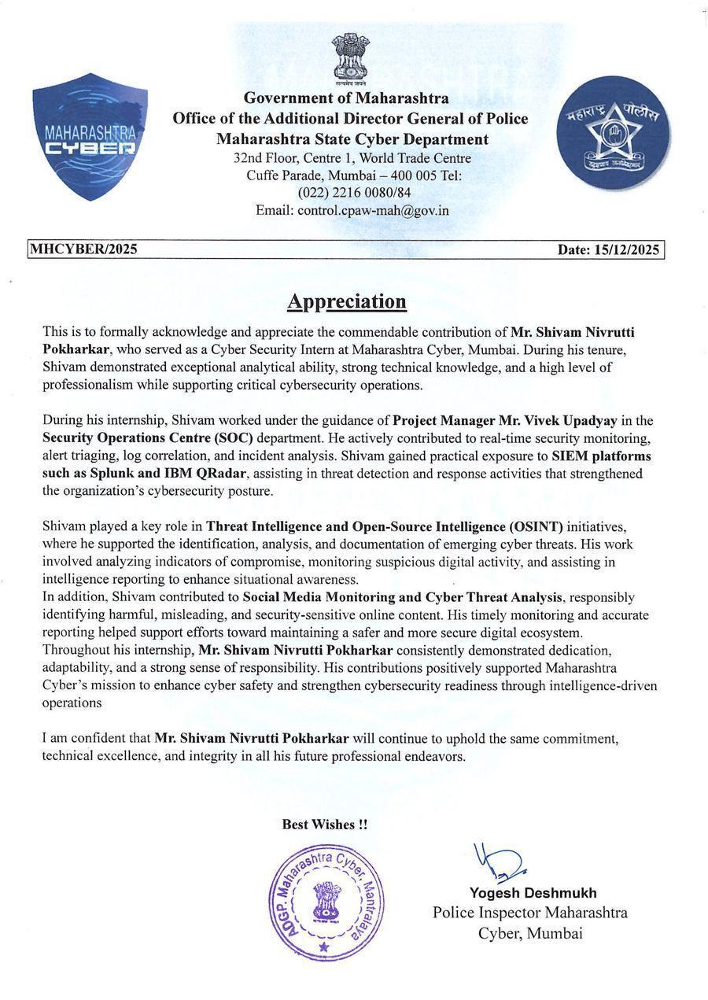 सत्यमेव जयते
MAHARASHTRA
CYBER
महाराष्ट्र पोलीस
Government of Maharashtra
Office of the Additional Director General of Police
Maharashtra State Cyber Department
32nd Floor, Centre 1, World Trade Centre
Cuffe Parade, Mumbai – 400 005 Tel:
(022) 2216 0080/84
Email: control.cpaw-mah@gov.in
MHCYBER/2025 Date: 15/12/2025
Appreciation
This is to formally acknowledge and appreciate the commendable contribution of Mr. Shivam Nivrutti
Pokharkar, who served as a Cyber Security Intern at Maharashtra Cyber, Mumbai. During his tenure,
Shivam demonstrated exceptional analytical ability, strong technical knowledge, and a high level of
professionalism while supporting critical cybersecurity operations.
During his internship, Shivam worked under the guidance of Project Manager Mr. Vivek Upadyay in the
Security Operations Centre (SOC) department. He actively contributed to real-time security monitoring,
alert triaging, log correlation, and incident analysis. Shivam gained practical exposure to SIEM platforms
such as Splunk and IBM QRadar, assisting in threat detection and response activities that strengthened
the organization’s cybersecurity posture.
Shivam played a key role in Threat Intelligence and Open-Source Intelligence (OSINT) initiatives,
where he supported the identification, analysis, and documentation of emerging cyber threats. His work
involved analyzing indicators of compromise, monitoring suspicious digital activity, and assisting in
intelligence reporting to enhance situational awareness.
In addition, Shivam contributed to Social Media Monitoring and Cyber Threat Analysis, responsibly
identifying harmful, misleading, and security-sensitive online content. His timely monitoring and accurate
reporting helped support efforts toward maintaining a safer and more secure digital ecosystem.
Throughout his internship, Mr. Shivam Nivrutti Pokharkar consistently demonstrated dedication,
adaptability, and a strong sense of responsibility. His contributions positively supported Maharashtra
Cyber’s mission to enhance cyber safety and strengthen cybersecurity readiness through intelligence-driven
operations
I am confident that Mr. Shivam Nivrutti Pokharkar will continue to uphold the same commitment,
technical excellence, and integrity in all his future professional endeavors.
Best Wishes !!
ADGP. Maharashtra Cyber, Mantralaya
Yogesh Deshmukh
Police Inspector Maharashtra
Cyber, Mumbai